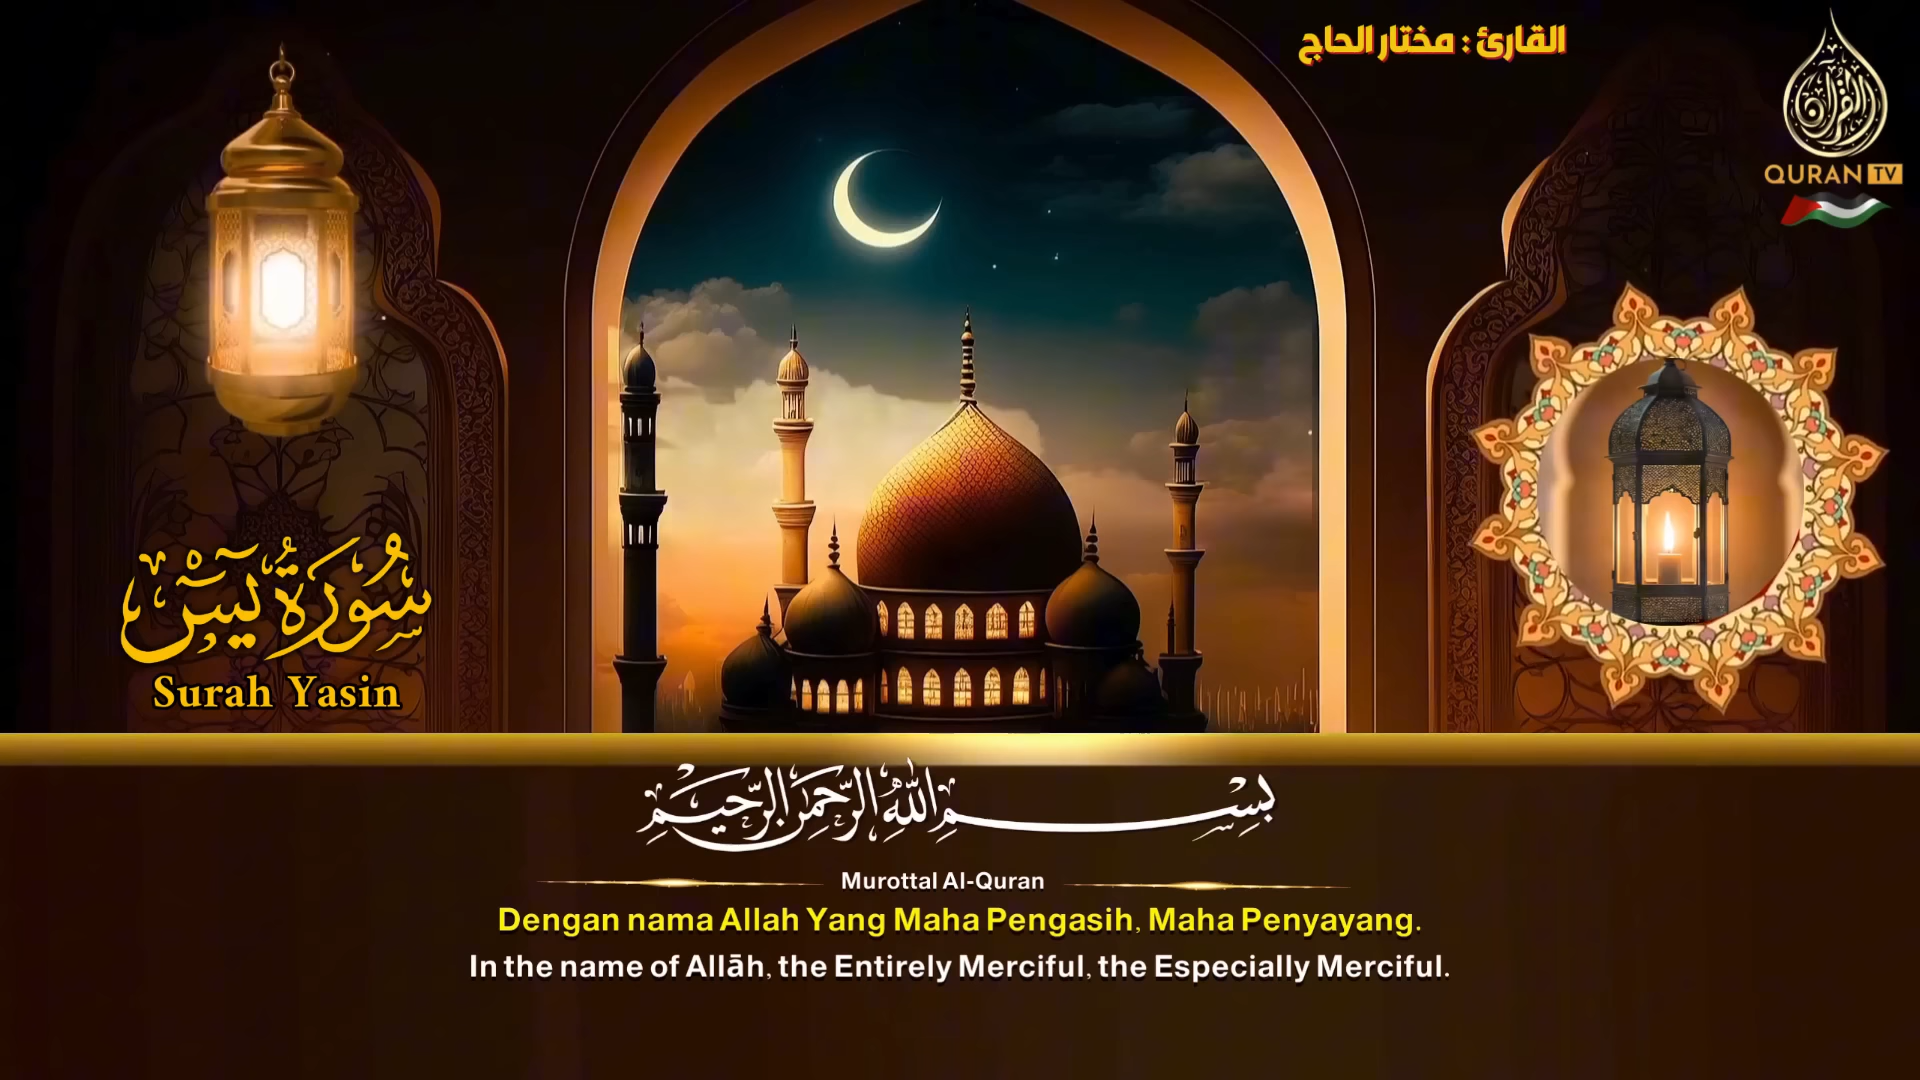 القارئ : مختار الحاج
القرآن
QURAN TV
سُورَةُ يسٓ
Surah Yasin
بِسْمِ اللَّهِ الرَّحْمَٰنِ الرَّحِيمِ
Murottal Al-Quran
Dengan nama Allah Yang Maha Pengasih, Maha Penyayang.
In the name of Allāh, the Entirely Merciful, the Especially Merciful.